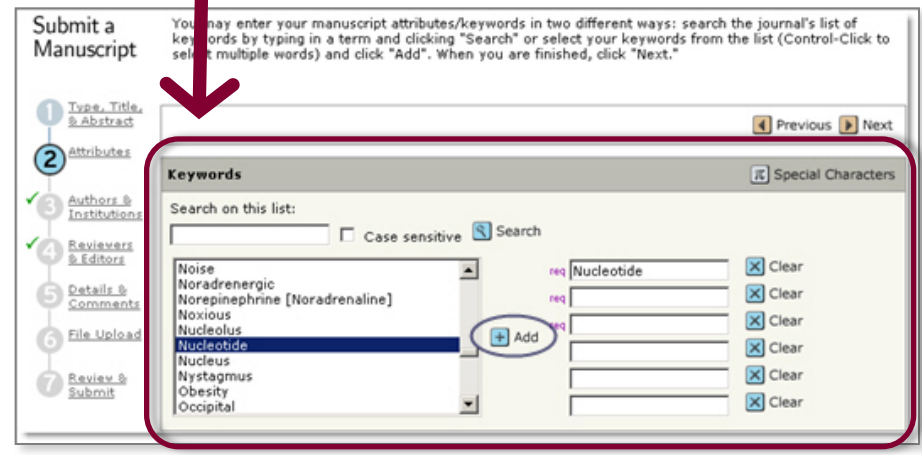 Submit a
Manuscript
You may enter your manuscript attributes/keywords in two different ways: search the journal's list of
keywords by typing in a term and clicking "Search" or select your keywords from the list (Control-Click to
select multiple words) and click "Add". When you are finished, click "Next."
1 Type, Title,
& Abstract
2 Attributes
3 Authors &
Institutions
4 Reviewers
& Editors
5 Details &
Comments
6 File Upload
7 Review &
Submit
Previous Next
Keywords
Special Characters
Search on this list:
Case sensitive Search
Noise
Noradrenergic
Norepinephrine [Noradrenaline]
Noxious
Nucleolus
Nucleotide
Nucleus
Nystagmus
Obesity
Occipital
Add
req Nucleotide Clear
req Clear
req Clear
Clear
Clear
Clear